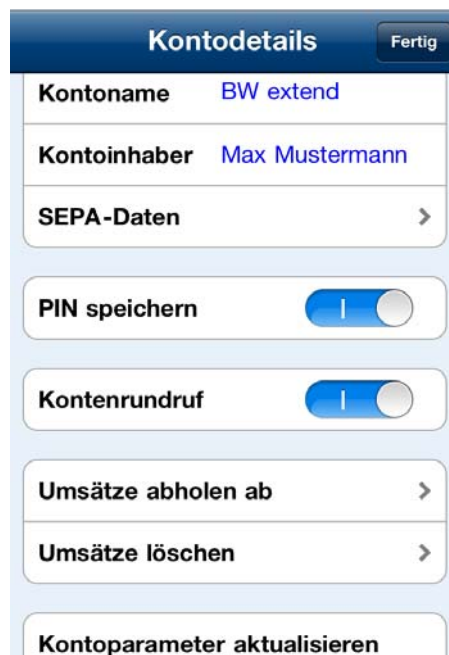 Kontodetails Fertig
Kontoname BW extend
Kontoinhaber Max Mustermann
SEPA-Daten
PIN speichern
Kontenrundruf
Umsätze abholen ab
Umsätze löschen
Kontoparameter aktualisieren